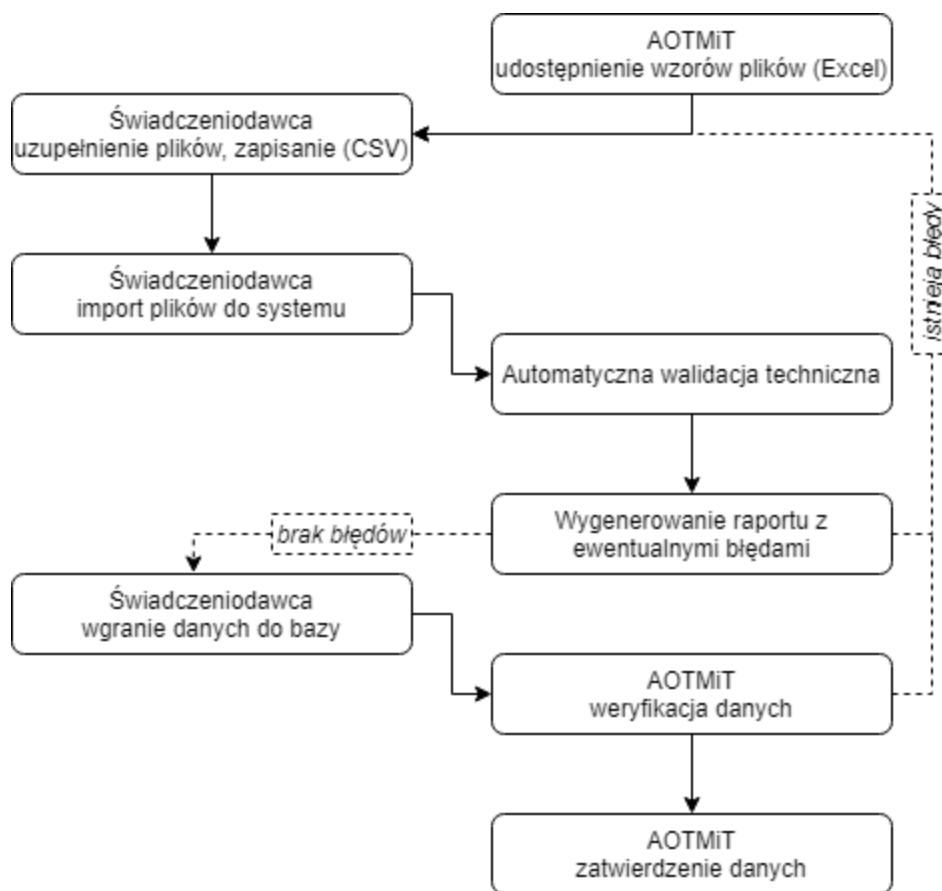 AOTMiT
udostępnienie wzorów plików (Excel)
Świadczeniodawca
uzupełnienie plików, zapisanie (CSV)
Świadczeniodawca
import plików do systemu
istnieja błędy
Automatyczna walidacja techniczna
Wygenerowanie raportu z
ewentualnymi błędami
brak błędów
Świadczeniodawca
wgranie danych do bazy
AOTMiT
weryfikacja danych
AOTMiT
zatwierdzenie danych